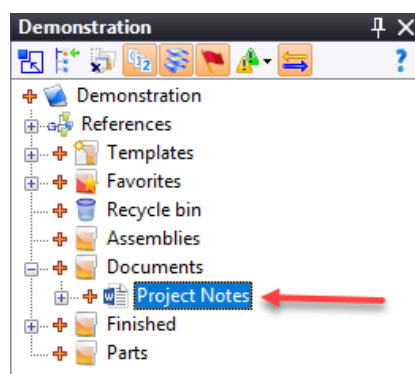 Demonstration
Demonstration
References
Templates
Favorites
Recycle bin
Assemblies
Documents
Project Notes
Finished
Parts